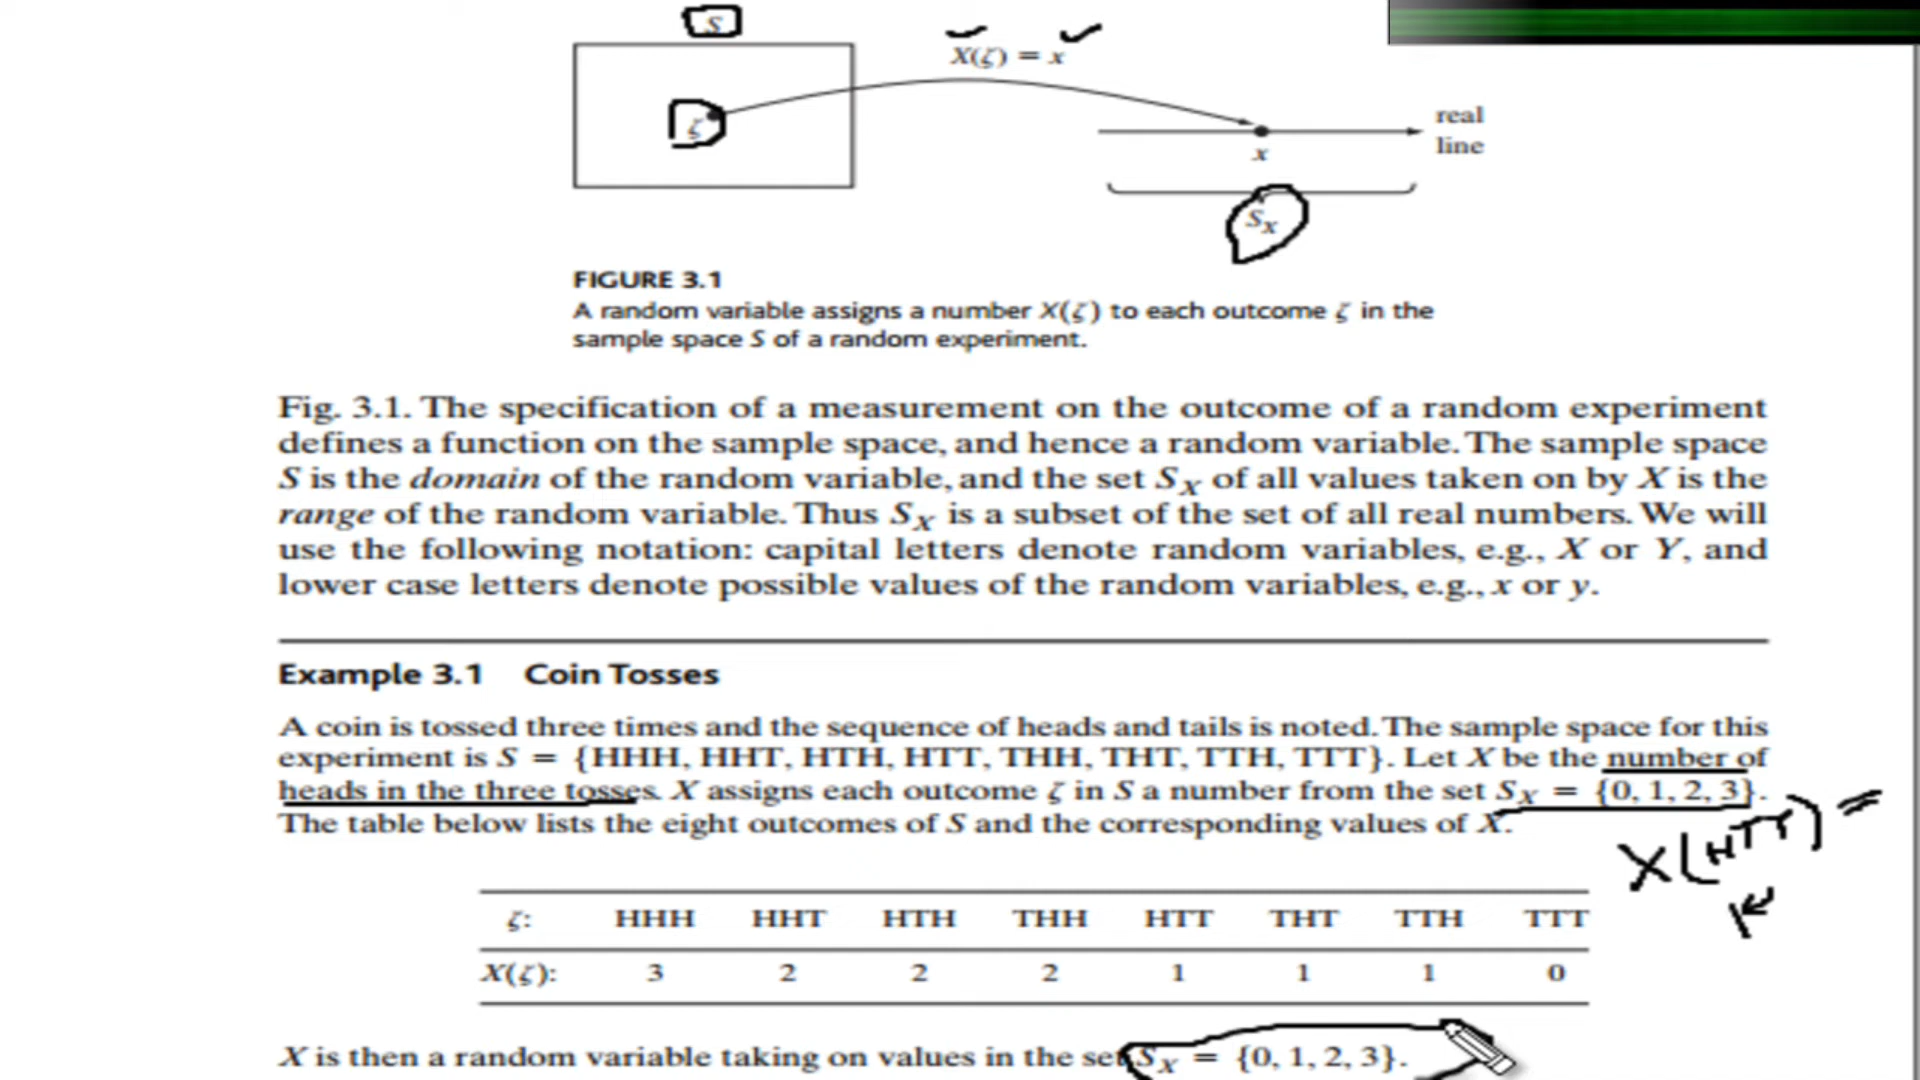 S
X(ζ) = x
ζ
real
line
x
S_X
FIGURE 3.1
A random variable assigns a number X(ζ) to each outcome ζ in the
sample space S of a random experiment.
Fig. 3.1. The specification of a measurement on the outcome of a random experiment
defines a function on the sample space, and hence a random variable. The sample space
S is the domain of the random variable, and the set S_X of all values taken on by X is the
range of the random variable. Thus S_X is a subset of the set of all real numbers. We will
use the following notation: capital letters denote random variables, e.g., X or Y, and
lower case letters denote possible values of the random variables, e.g., x or y.
Example 3.1 Coin Tosses
A coin is tossed three times and the sequence of heads and tails is noted. The sample space for this
experiment is S = {HHH, HHT, HTH, HTT, THH, THT, TTH, TTT}. Let X be the number of
heads in the three tosses. X assigns each outcome ζ in S a number from the set S_X = {0, 1, 2, 3}.
The table below lists the eight outcomes of S and the corresponding values of X.
X(HTT) =
ζ: HHH HHT HTH THH HTT THT TTH TTT
X(ζ): 3 2 2 2 1 1 1 0
X is then a random variable taking on values in the set S_X = {0, 1, 2, 3}.